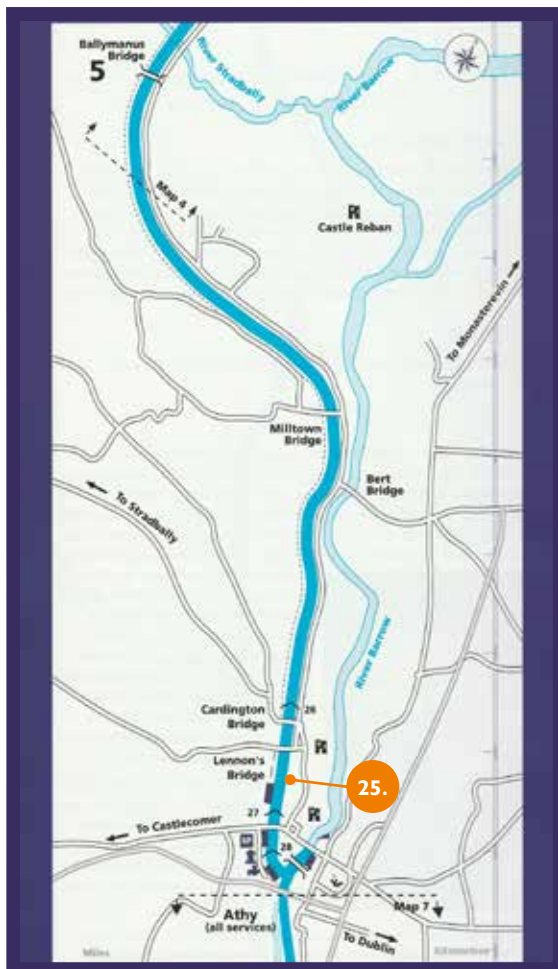 Ballymanus
Bridge
5
River Stradbally
River Barrow
Map 4
Castle Reban
To Monasterevin
Milltown
Bridge
Bert
Bridge
To Stradbally
River Barrow
Cardington
Bridge
26
Lennon's
Bridge
25.
27
To Castlecomer
28
Athy
(all services)
Map 7
To Dublin
Miles
Kilometres